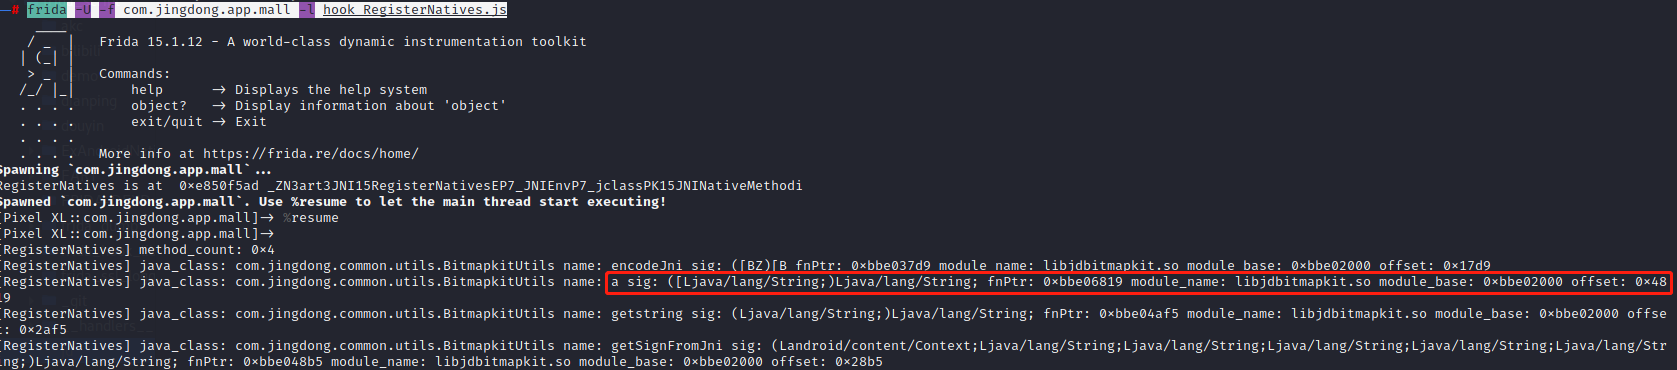 ─# frida -U -f com.jingdong.app.mall -l hook_RegisterNatives.js
     ____
    / _  |   Frida 15.1.12 - A world-class dynamic instrumentation toolkit
   | (_| |
    > _  |   Commands:
   /_/ |_|       help      -> Displays the help system
   . . . .       object?   -> Display information about 'object'
   . . . .       exit/quit -> Exit
   . . . .
   . . . .   More info at https://frida.re/docs/home/
Spawning `com.jingdong.app.mall`...
RegisterNatives is at  0×e850f5ad _ZN3art3JNI15RegisterNativesEP7_JNIEnvP7_jclassPK15JNINativeMethodi
Spawned `com.jingdong.app.mall`. Use %resume to let the main thread start executing!
[Pixel XL::com.jingdong.app.mall]-> %resume
[Pixel XL::com.jingdong.app.mall]->
[RegisterNatives] method_count: 0×4
[RegisterNatives] java_class: com.jingdong.common.utils.BitmapkitUtils name: encodeJni sig: ([BZ)[B fnPtr: 0×bbe037d9 module_name: libjdbitmapkit.so module_base: 0×bbe02000 offset: 0×17d9
[RegisterNatives] java_class: com.jingdong.common.utils.BitmapkitUtils name: a sig: ([Ljava/lang/String;)Ljava/lang/String; fnPtr: 0×bbe06819 module_name: libjdbitmapkit.so module_base: 0×bbe02000 offset: 0×48
19
[RegisterNatives] java_class: com.jingdong.common.utils.BitmapkitUtils name: getstring sig: (Ljava/lang/String;)Ljava/lang/String; fnPtr: 0×bbe04af5 module_name: libjdbitmapkit.so module_base: 0×bbe02000 offse
t: 0×2af5
[RegisterNatives] java_class: com.jingdong.common.utils.BitmapkitUtils name: getSignFromJni sig: (Landroid/content/Context;Ljava/lang/String;Ljava/lang/String;Ljava/lang/String;Ljava/lang/String;Ljava/lang/Str
ing;)Ljava/lang/String; fnPtr: 0×bbe048b5 module_name: libjdbitmapkit.so module_base: 0×bbe02000 offset: 0×28b5